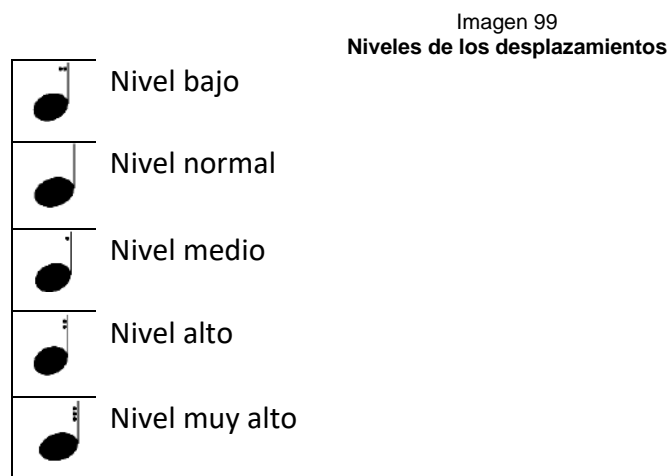 Imagen 99
Niveles de los desplazamientos
Nivel bajo
Nivel normal
Nivel medio
Nivel alto
Nivel muy alto